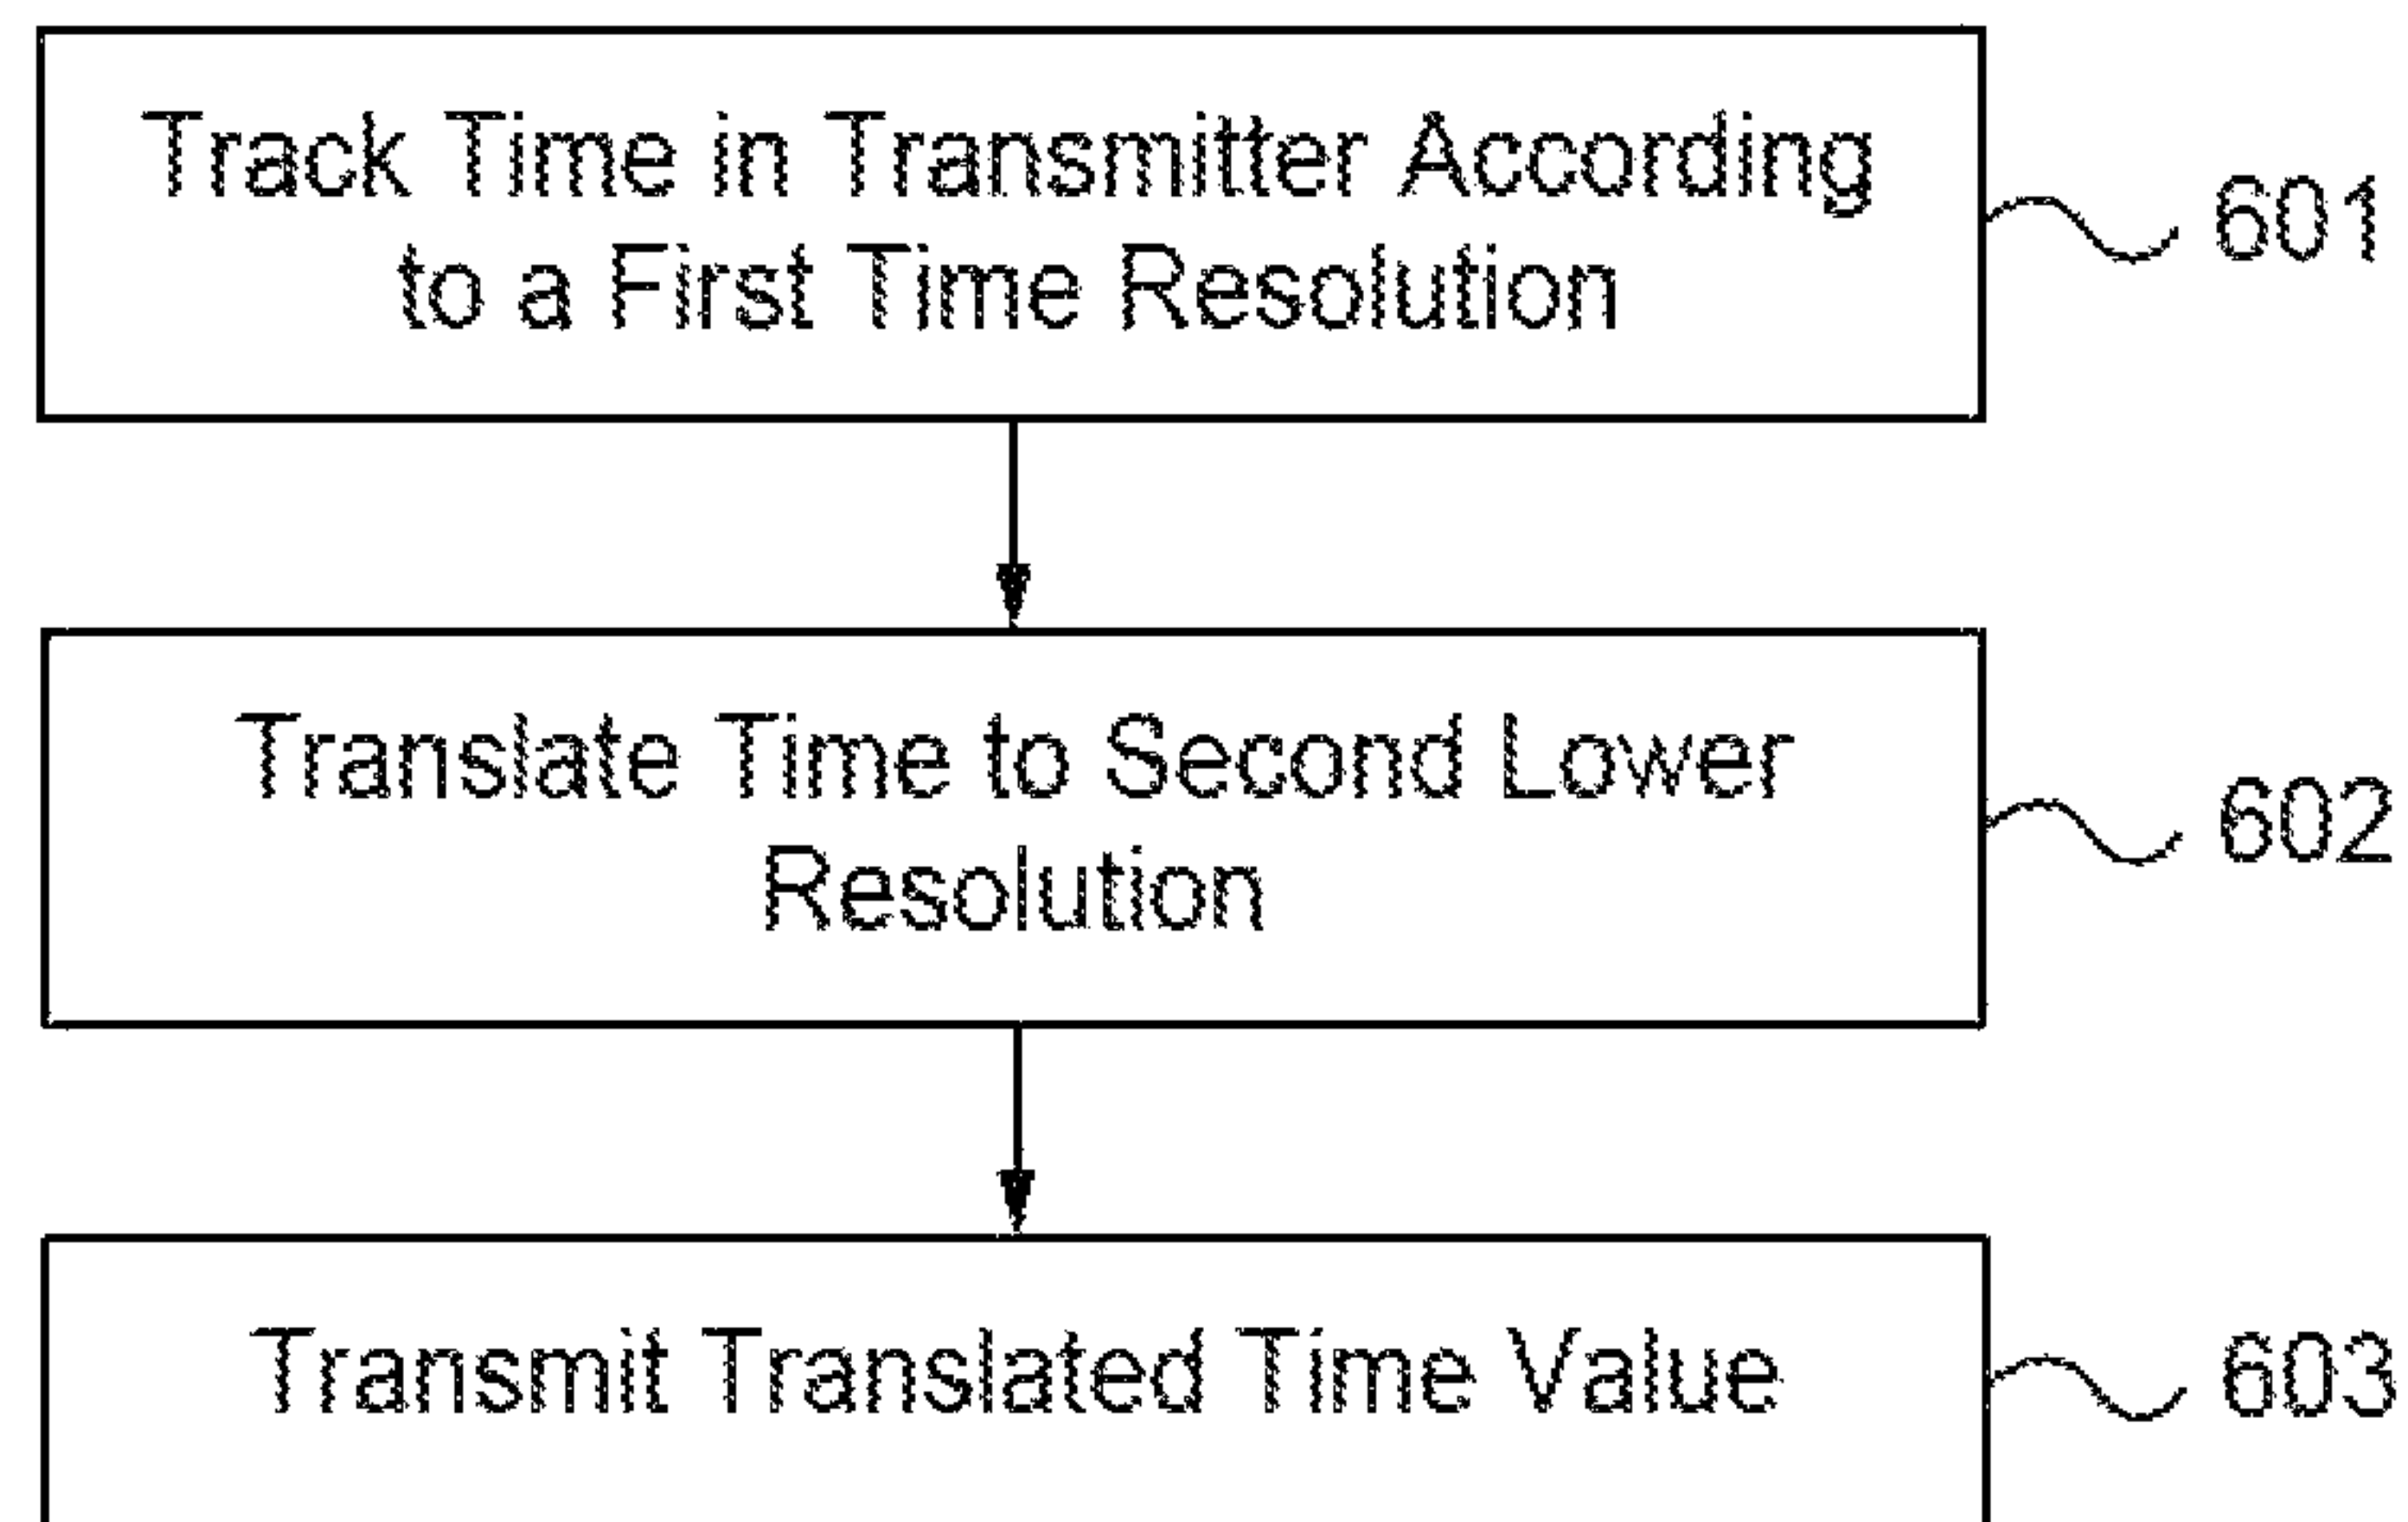 Track Time in Transmitter According
to a First Time Resolution
601
Translate Time to Second Lower
Resolution
602
Transmit Translated Time Value
603